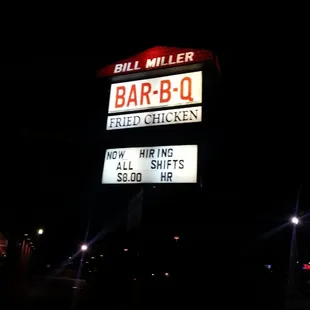 BILL MILLER
BAR-B-Q
FRIED CHICKEN
NOW HIRING
ALL SHIFTS
$8.00 HR